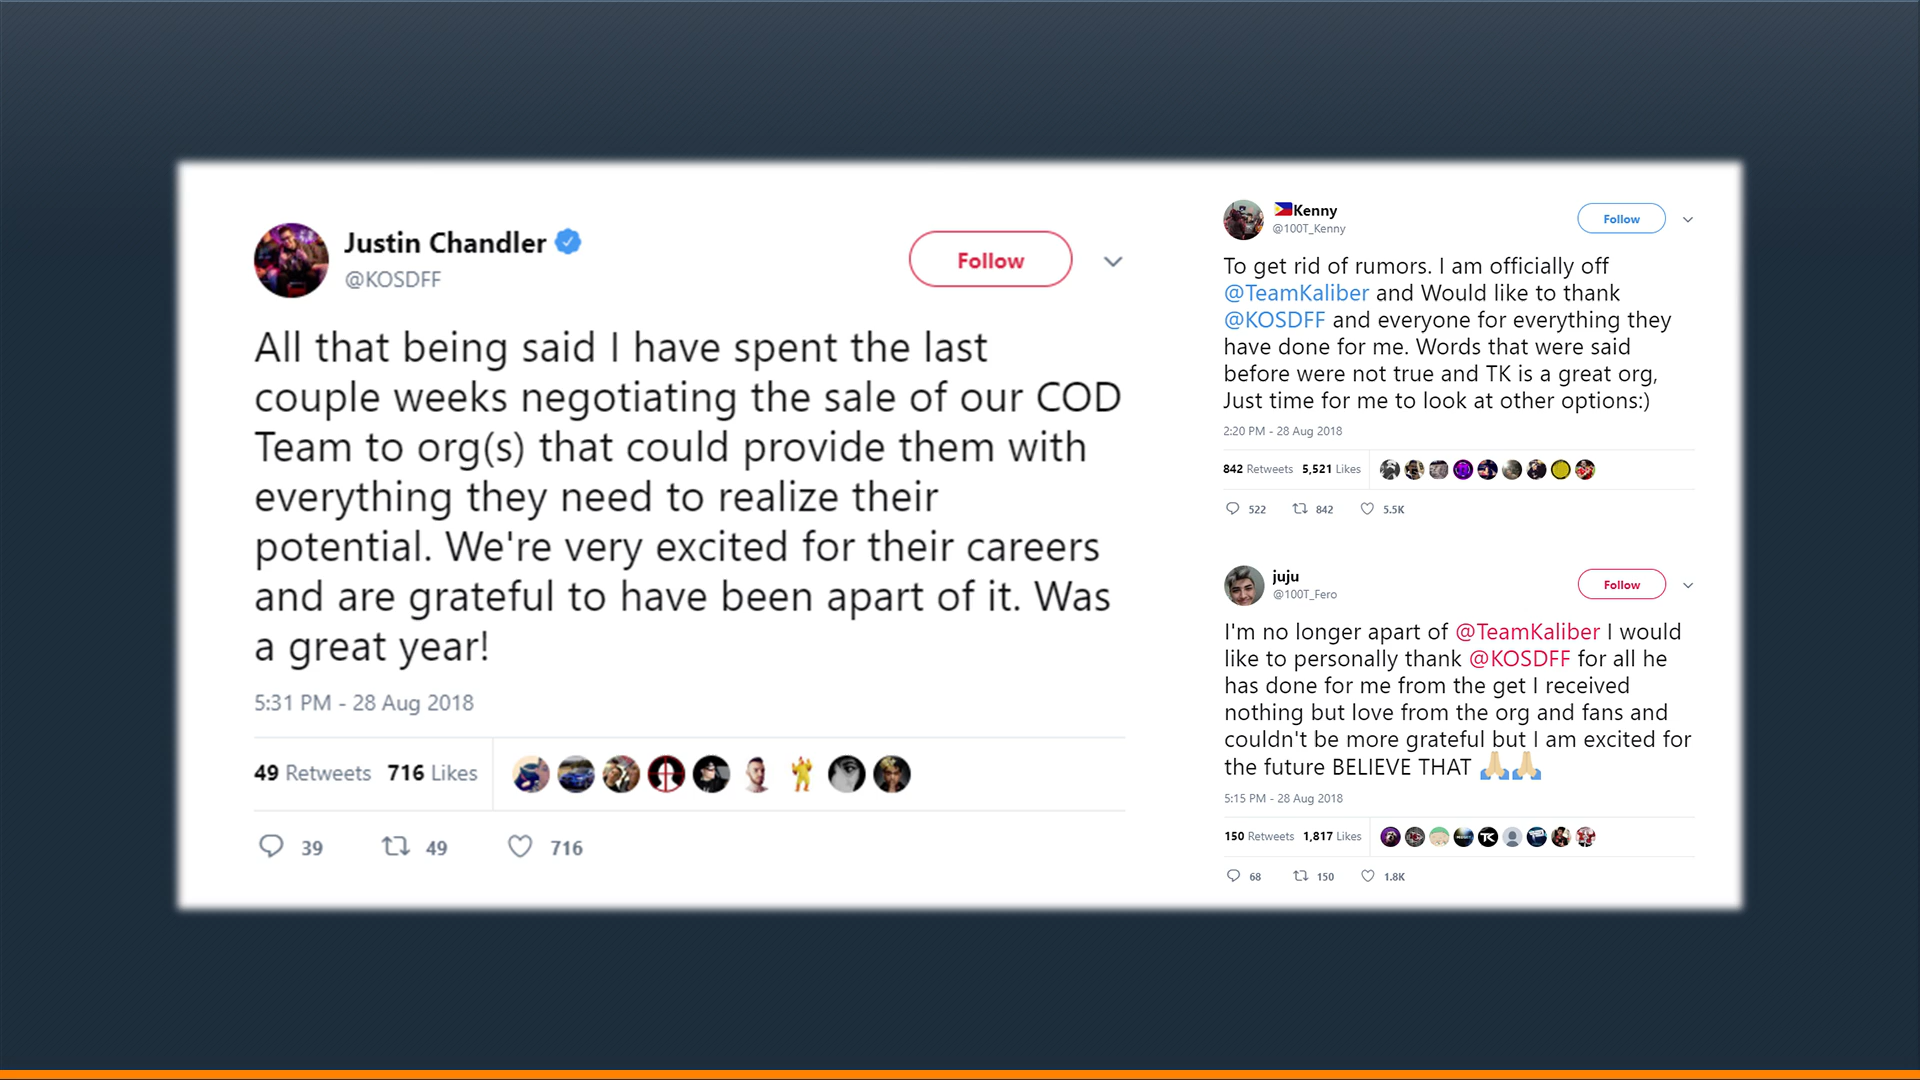 Justin Chandler
@KOSDFF
Follow
All that being said I have spent the last
couple weeks negotiating the sale of our COD
Team to org(s) that could provide them with
everything they need to realize their
potential. We're very excited for their careers
and are grateful to have been apart of it. Was
a great year!
5:31 PM - 28 Aug 2018
49 Retweets 716 Likes
39 49 716
🇵🇭Kenny
@100T_Kenny
Follow
To get rid of rumors. I am officially off
@TeamKaliber and Would like to thank
@KOSDFF and everyone for everything they
have done for me. Words that were said
before were not true and TK is a great org,
Just time for me to look at other options:)
2:20 PM - 28 Aug 2018
842 Retweets 5,521 Likes
522 842 5.5K
juju
@100T_Fero
Follow
I'm no longer apart of @TeamKaliber I would
like to personally thank @KOSDFF for all he
has done for me from the get I received
nothing but love from the org and fans and
couldn't be more grateful but I am excited for
the future BELIEVE THAT 🙏🏼🙏🏼
5:15 PM - 28 Aug 2018
150 Retweets 1,817 Likes
TK
68 150 1.8K